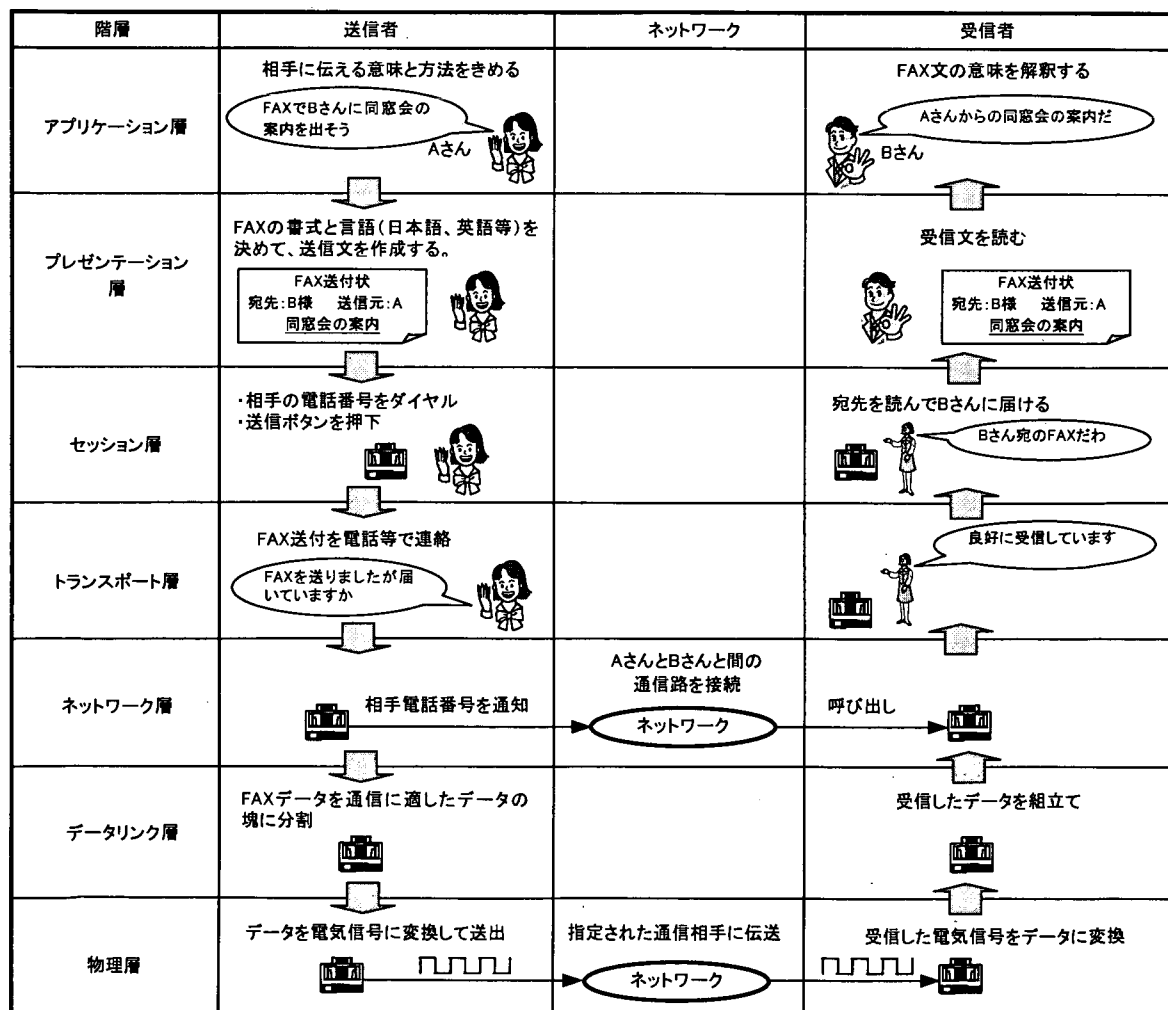 階層
送信者
ネットワーク
受信者
アプリケーション層
相手に伝える意味と方法をきめる
FAXでBさんに同窓会の
案内を出そう
Aさん
FAX文の意味を解釈する
Aさんからの同窓会の案内だ
Bさん
プレゼンテーション
層
FAXの書式と言語(日本語、英語等)を
決めて、送信文を作成する。
FAX送付状
宛先:B様 送信元:A
同窓会の案内
受信文を読む
FAX送付状
宛先:B様 送信元:A
同窓会の案内
セッション層
・相手の電話番号をダイヤル
・送信ボタンを押下
宛先を読んでBさんに届ける
Bさん宛のFAXだわ
トランスポート層
FAX送付を電話等で連絡
FAXを送りましたが届
いていますか
良好に受信しています
ネットワーク層
相手電話番号を通知
AさんとBさんと間の
通信路を接続
ネットワーク
呼び出し
データリンク層
FAXデータを通信に適したデータの
塊に分割
受信したデータを組立て
物理層
データを電気信号に変換して送出
指定された通信相手に伝送
ネットワーク
受信した電気信号をデータに変換